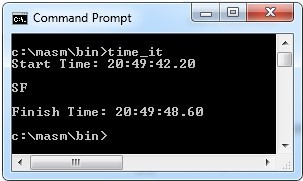 Command Prompt
c:\masm\bin>time_it
Start Time: 20:49:42.20
SF
Finish Time: 20:49:48.60
c:\masm\bin>